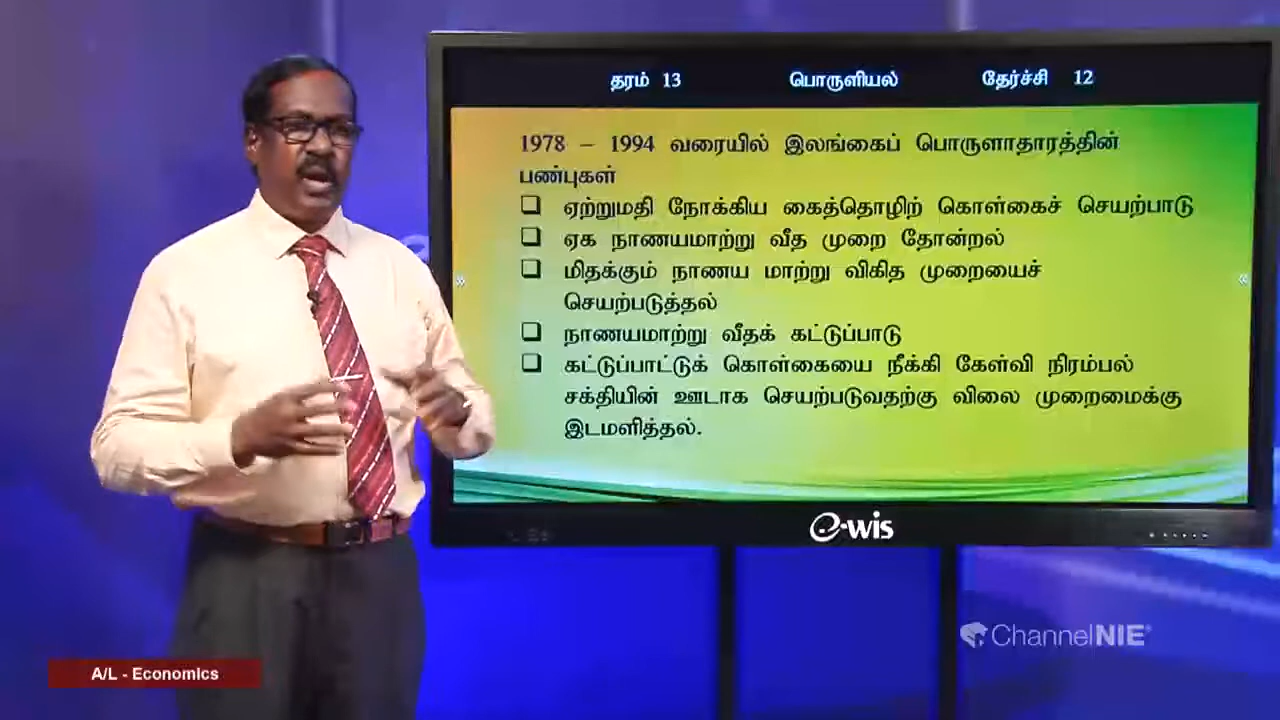 தரம் 13 பொருளியல் தேர்ச்சி 12
1978 – 1994 வரையில் இலங்கைப் பொருளாதாரத்தின்
பண்புகள்
❑ ஏற்றுமதி நோக்கிய கைத்தொழிற் கொள்கைச் செயற்பாடு
❑ ஏக நாணயமாற்று வீத முறை தோன்றல்
❑ மிதக்கும் நாணய மாற்று விகித முறையைச்
செயற்படுத்தல்
❑ நாணயமாற்று வீதக் கட்டுப்பாடு
❑ கட்டுப்பாட்டுக் கொள்கையை நீக்கி கேள்வி நிரம்பல்
சக்தியின் ஊடாக செயற்படுவதற்கு விலை முறைமைக்கு
இடமளித்தல்.
e-wis
ChannelNIE
A/L - Economics